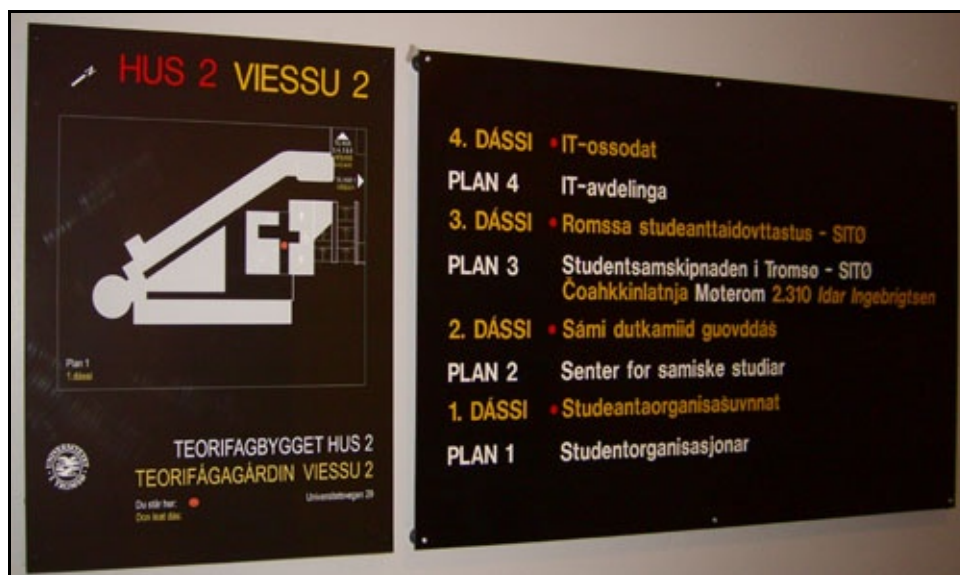 HUS 2 VIESSU 2
Plan 1
1.dássi
TEORIFAGBYGGET HUS 2
TEORIFÁGAGÁRDIN VIESSU 2
Universitetsvegen 29
Du står her:
Don leat dás:
UNIVERSITETET I TROMSØ
4. DÁSSI IT-ossodat
PLAN 4 IT-avdelinga
3. DÁSSI Romssa studeanttaidovttastus - SITØ
PLAN 3 Studentsamskipnaden i Tromsø - SITØ
Čoahkkinlatnja Møterom 2.310 Idar Ingebrigtsen
2. DÁSSI Sámi dutkamiid guovddáš
PLAN 2 Senter for samiske studiar
1. DÁSSI Studeantaorganisašuvnnat
PLAN 1 Studentorganisasjonar